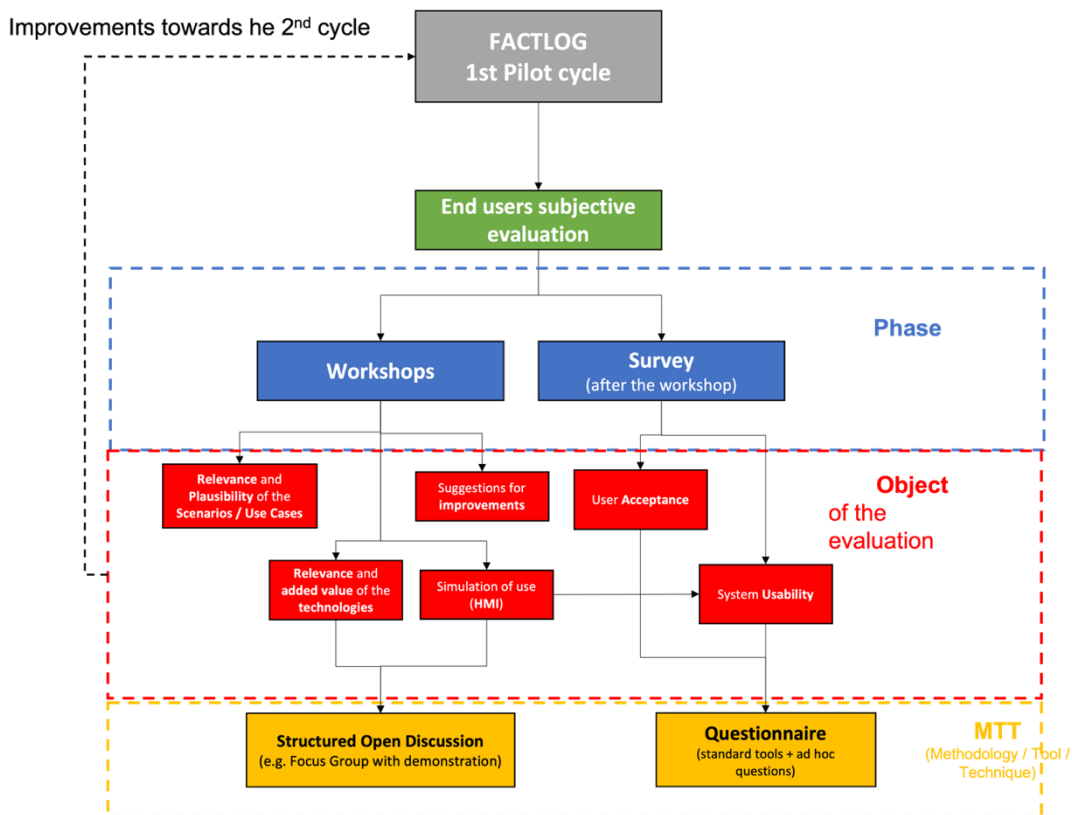 Improvements towards he 2nd cycle
FACTLOG
1st Pilot cycle
End users subjective
evaluation
Phase
Workshops
Survey
(after the workshop)
Relevance and
Plausibility of the
Scenarios / Use Cases
Suggestions for
improvements
User Acceptance
Object
of the
evaluation
Relevance and
added value of the
technologies
Simulation of use
(HMI)
System Usability
Structured Open Discussion
(e.g. Focus Group with demonstration)
Questionnaire
(standard tools + ad hoc
questions)
MTT
(Methodology / Tool /
Technique)